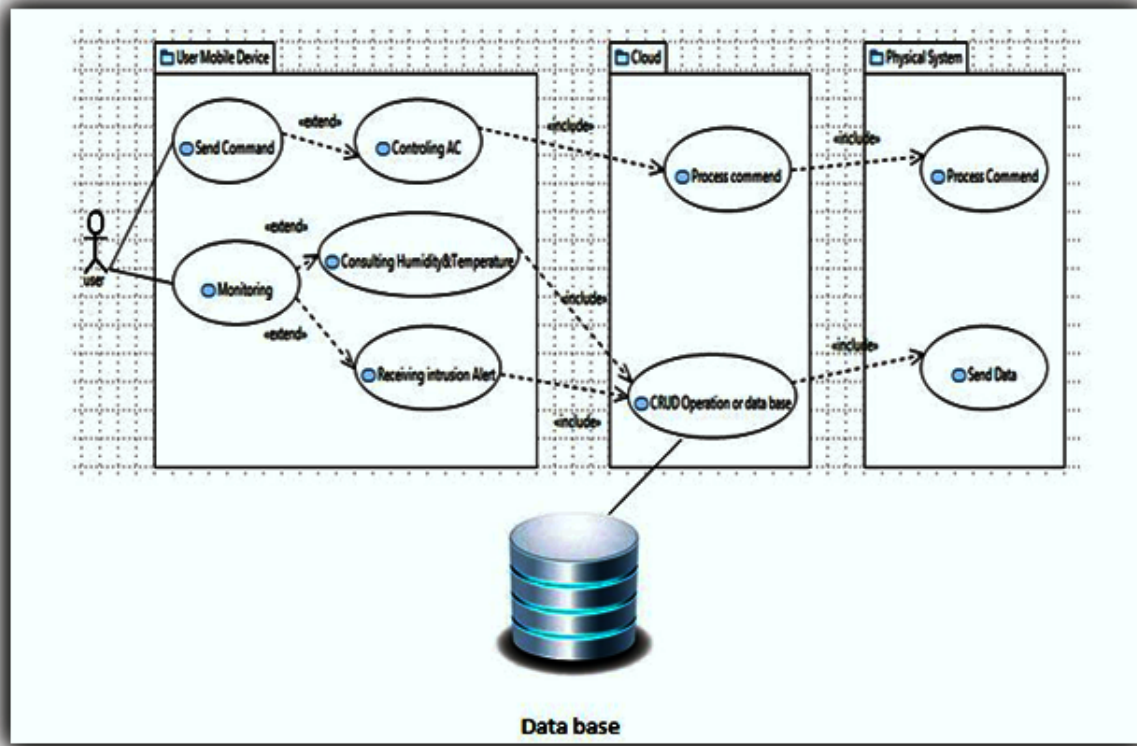 User Mobile Device
Cloud
Physical System
Send Command
«extend»
Controling AC
«include»
Process commend
«include»
Process Commend
user
Monitoring
«extend»
Consulting Humidity&Temperature
«include»
«extend»
Receiving intrusion Alert
«include»
CRUD Operation or data base
«include»
Send Data
Data base